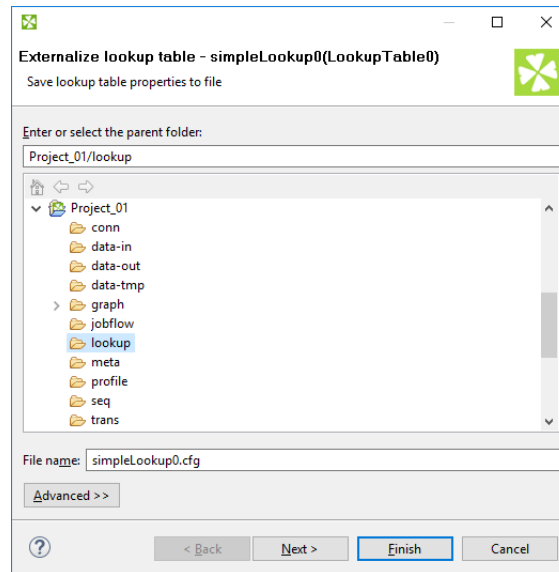 Externalize lookup table - simpleLookup0(LookupTable0)
Save lookup table properties to file
Enter or select the parent folder:
Project_01/lookup
Project_01
conn
data-in
data-out
data-tmp
graph
jobflow
lookup
meta
profile
seq
trans
File name: simpleLookup0.cfg
Advanced >>
? < Back Next > Finish Cancel